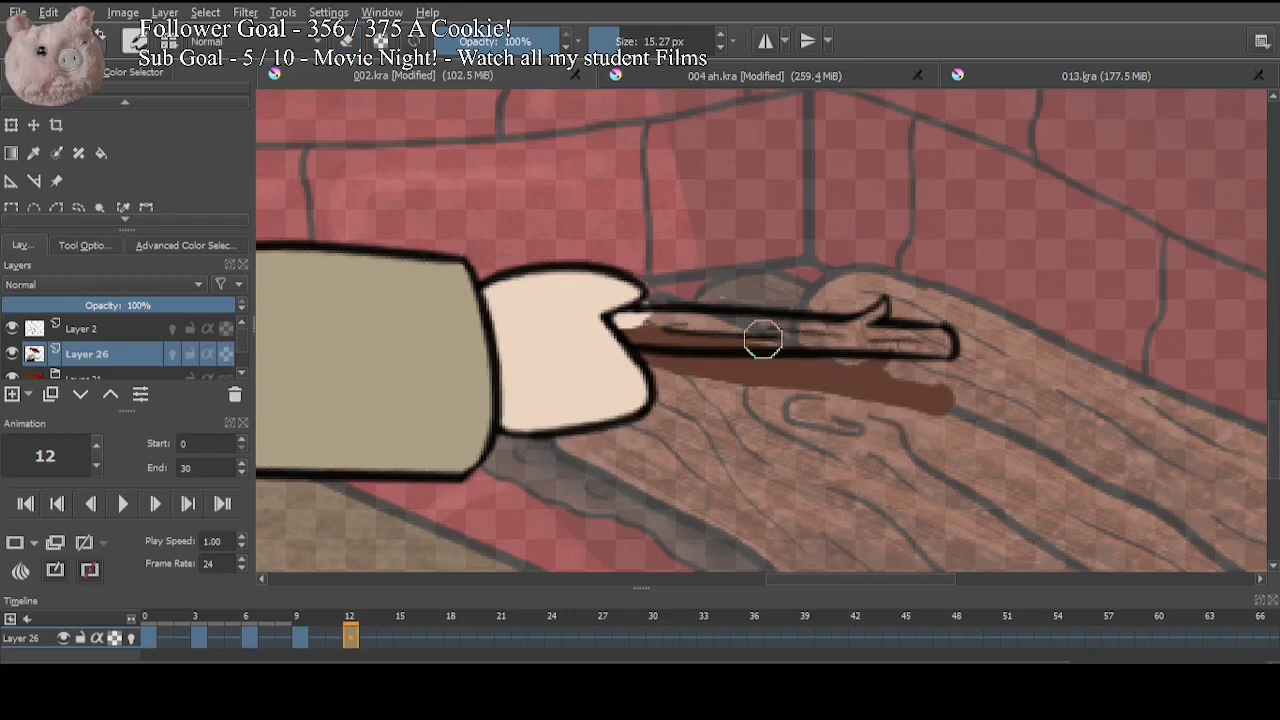 File Edit View Image Layer Select Filter Tools Settings Window Help
Follower Goal - 356 / 375 A Cookie!
Normal Opacity: 100% Size: 15.27 px
Sub Goal - 5 / 10 - Movie Night! - Watch all my student Films
Color Selector
002.kra [Modified] (102.5 MiB)
004 ah.kra [Modified] (259.4 MiB)
013.kra (177.5 MiB)
Lay... Tool Optio... Advanced Color Selec...
Layers
Normal
Opacity: 100%
Layer 2
Layer 26
Animation
12 Start: 0
End: 30
Play Speed: 1.00
Frame Rate: 24
Timeline
0 3 6 9 12 15 18 21 24 27 30 33 36 39 42 45 48 51 54 57 60 63 66
Layer 26